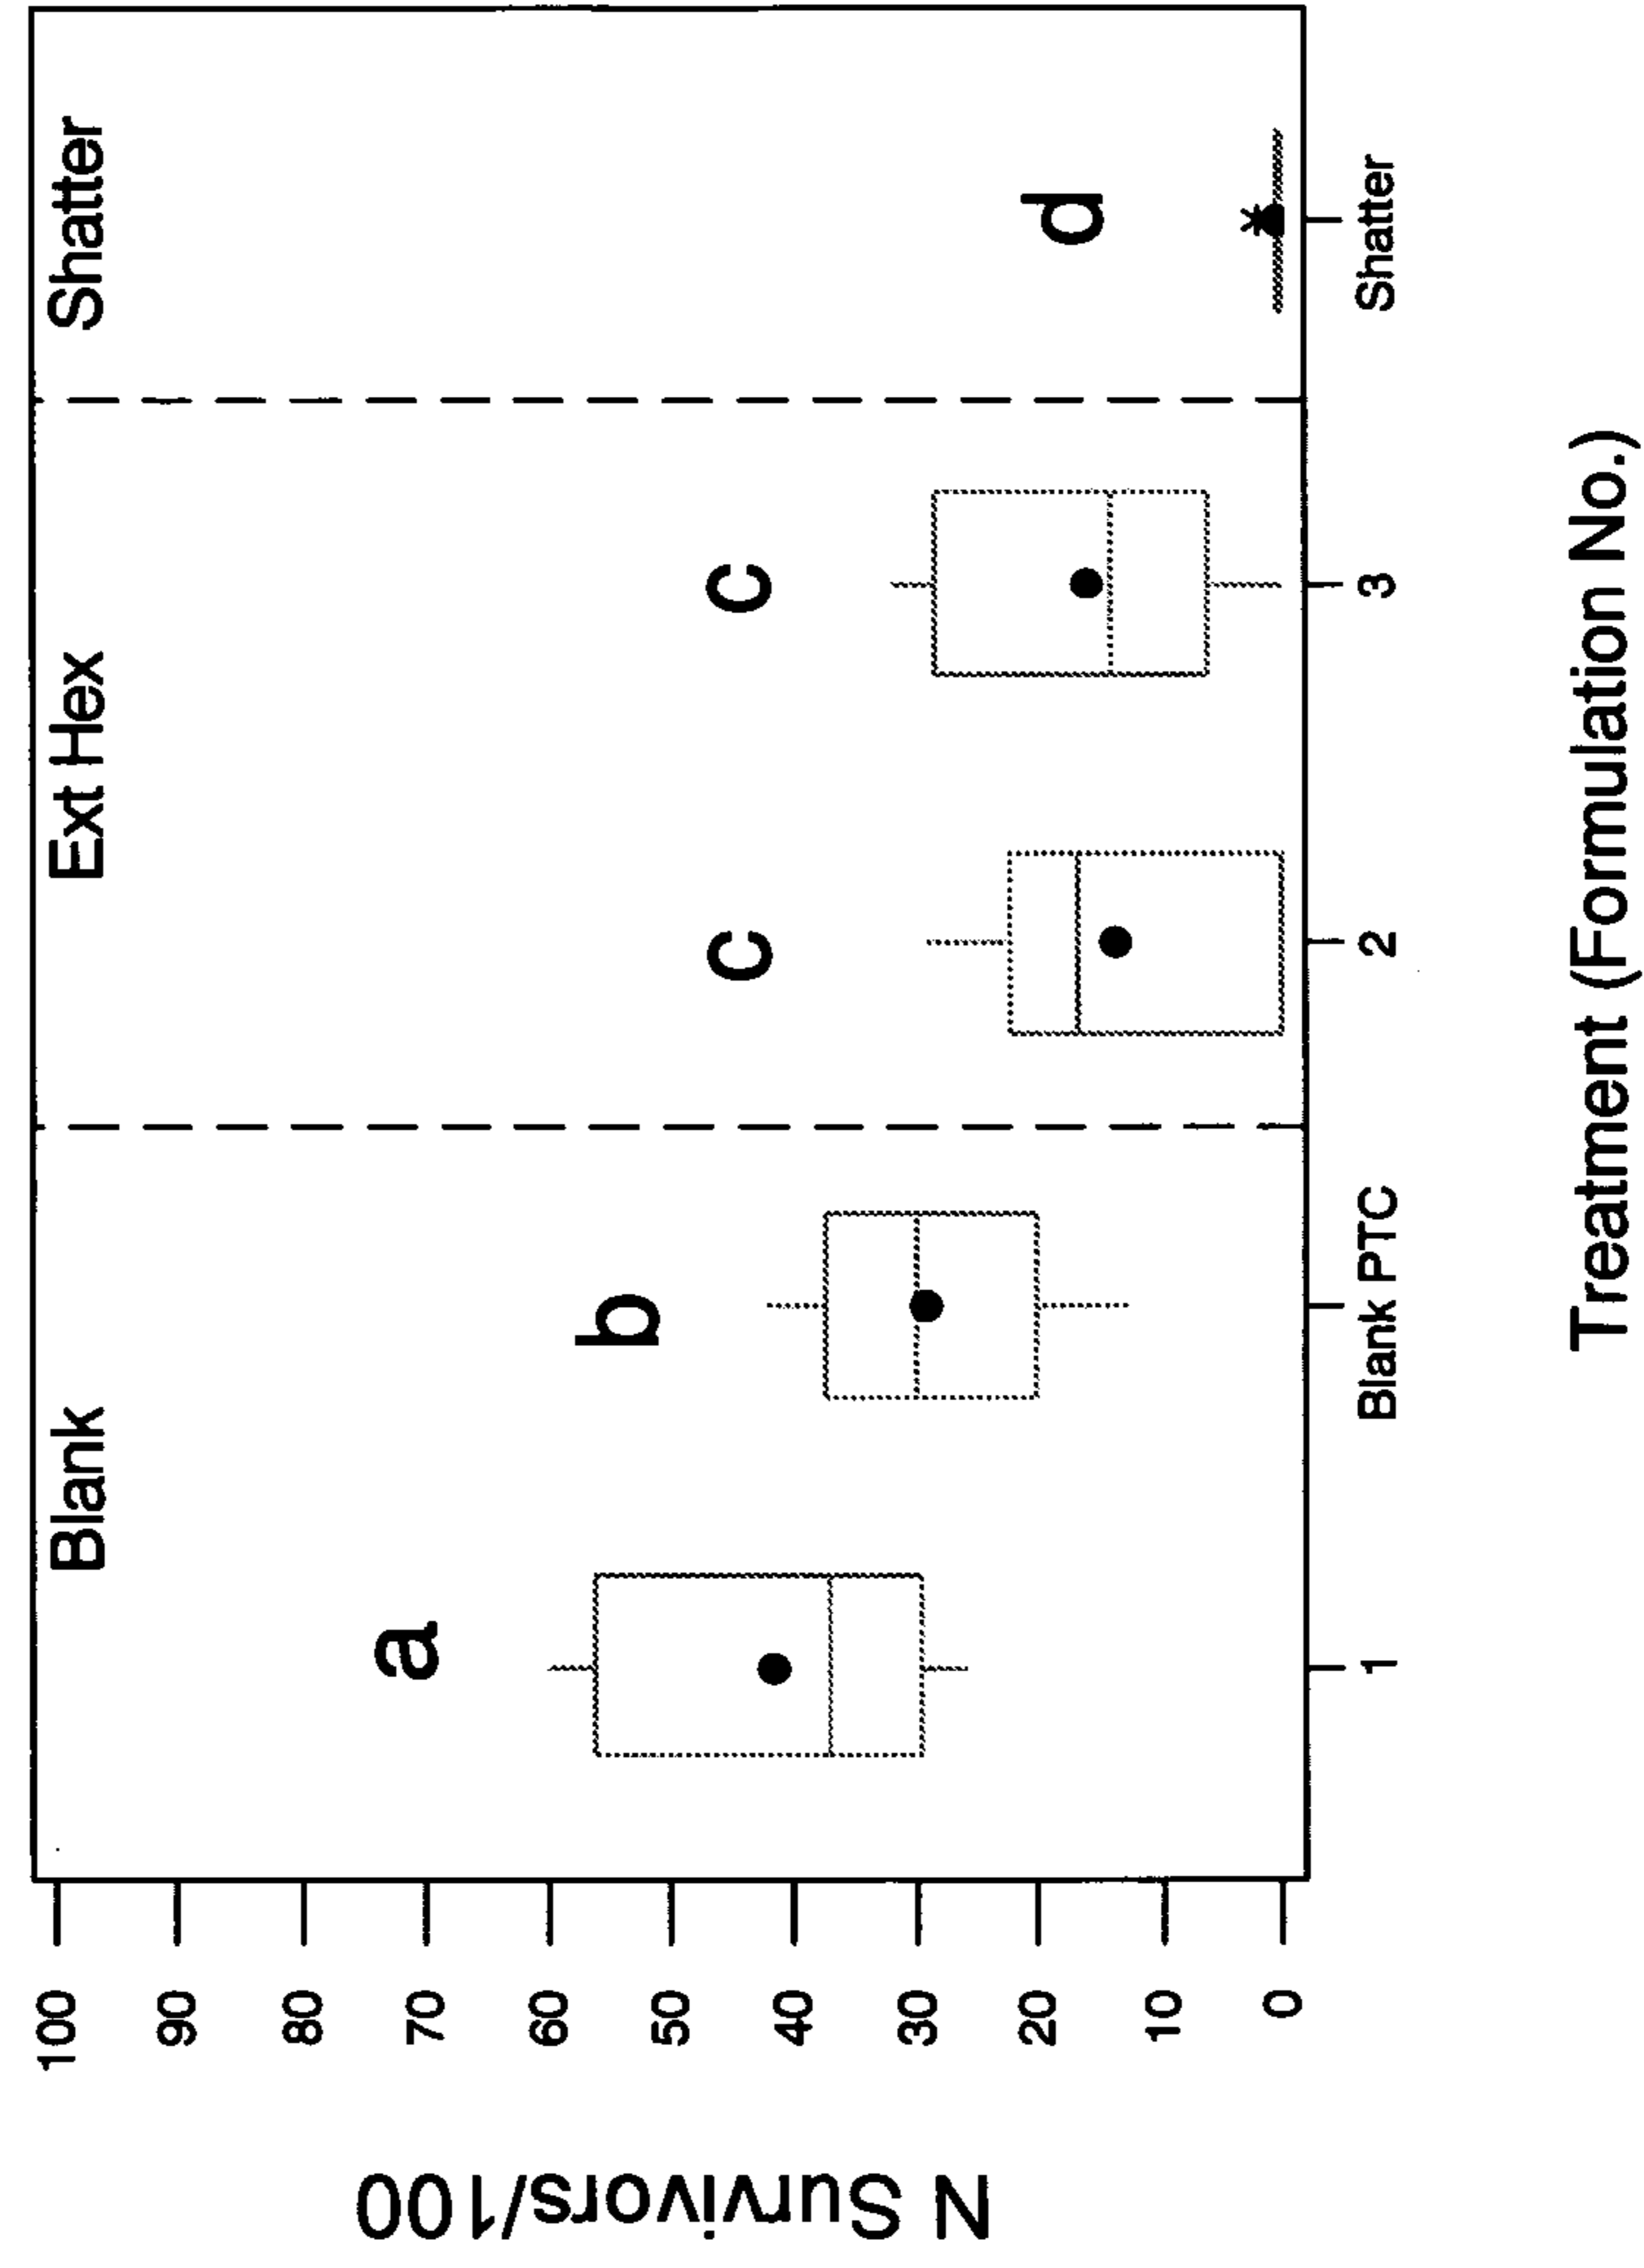 Blank Ext Hex Shatter
a b c c d
100
90
80
70
60
50
40
30
20
10
0
N Survivors/100
1 Blank PTC 2 3 Shatter
Treatment (Formulation No.)